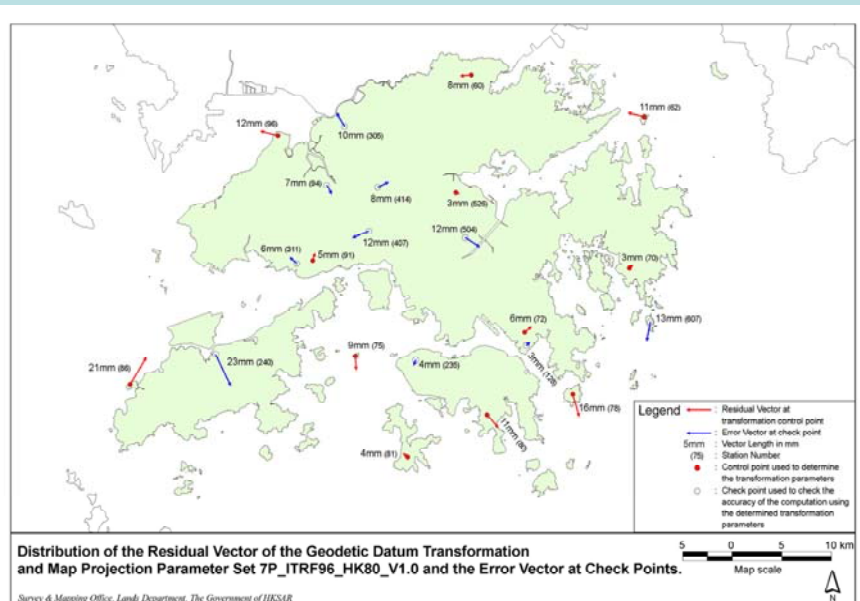 8mm (60)
11mm (62)
12mm (96)
10mm (305)
7mm (94)
8mm (414)
3mm (626)
12mm (407)
12mm (504)
6mm (311)
5mm (91)
3mm (70)
6mm (72)
13mm (607)
3mm (128)
21mm (86)
23mm (240)
9mm (75)
4mm (235)
16mm (78)
11mm (80)
4mm (81)
Legend
: Residual Vector at
transformation control point
: Error Vector at check point
5mm : Vector Length in mm
(75) : Station Number
: Control point used to determine
the transformation parameters
: Check point used to check the
accuracy of the computation using
the determined transformation
parameters
Distribution of the Residual Vector of the Geodetic Datum Transformation
and Map Projection Parameter Set 7P_ITRF96_HK80_V1.0 and the Error Vector at Check Points.
5 0 5 10 km
Map scale
N
Survey & Mapping Office, Lands Department, The Government of HKSAR